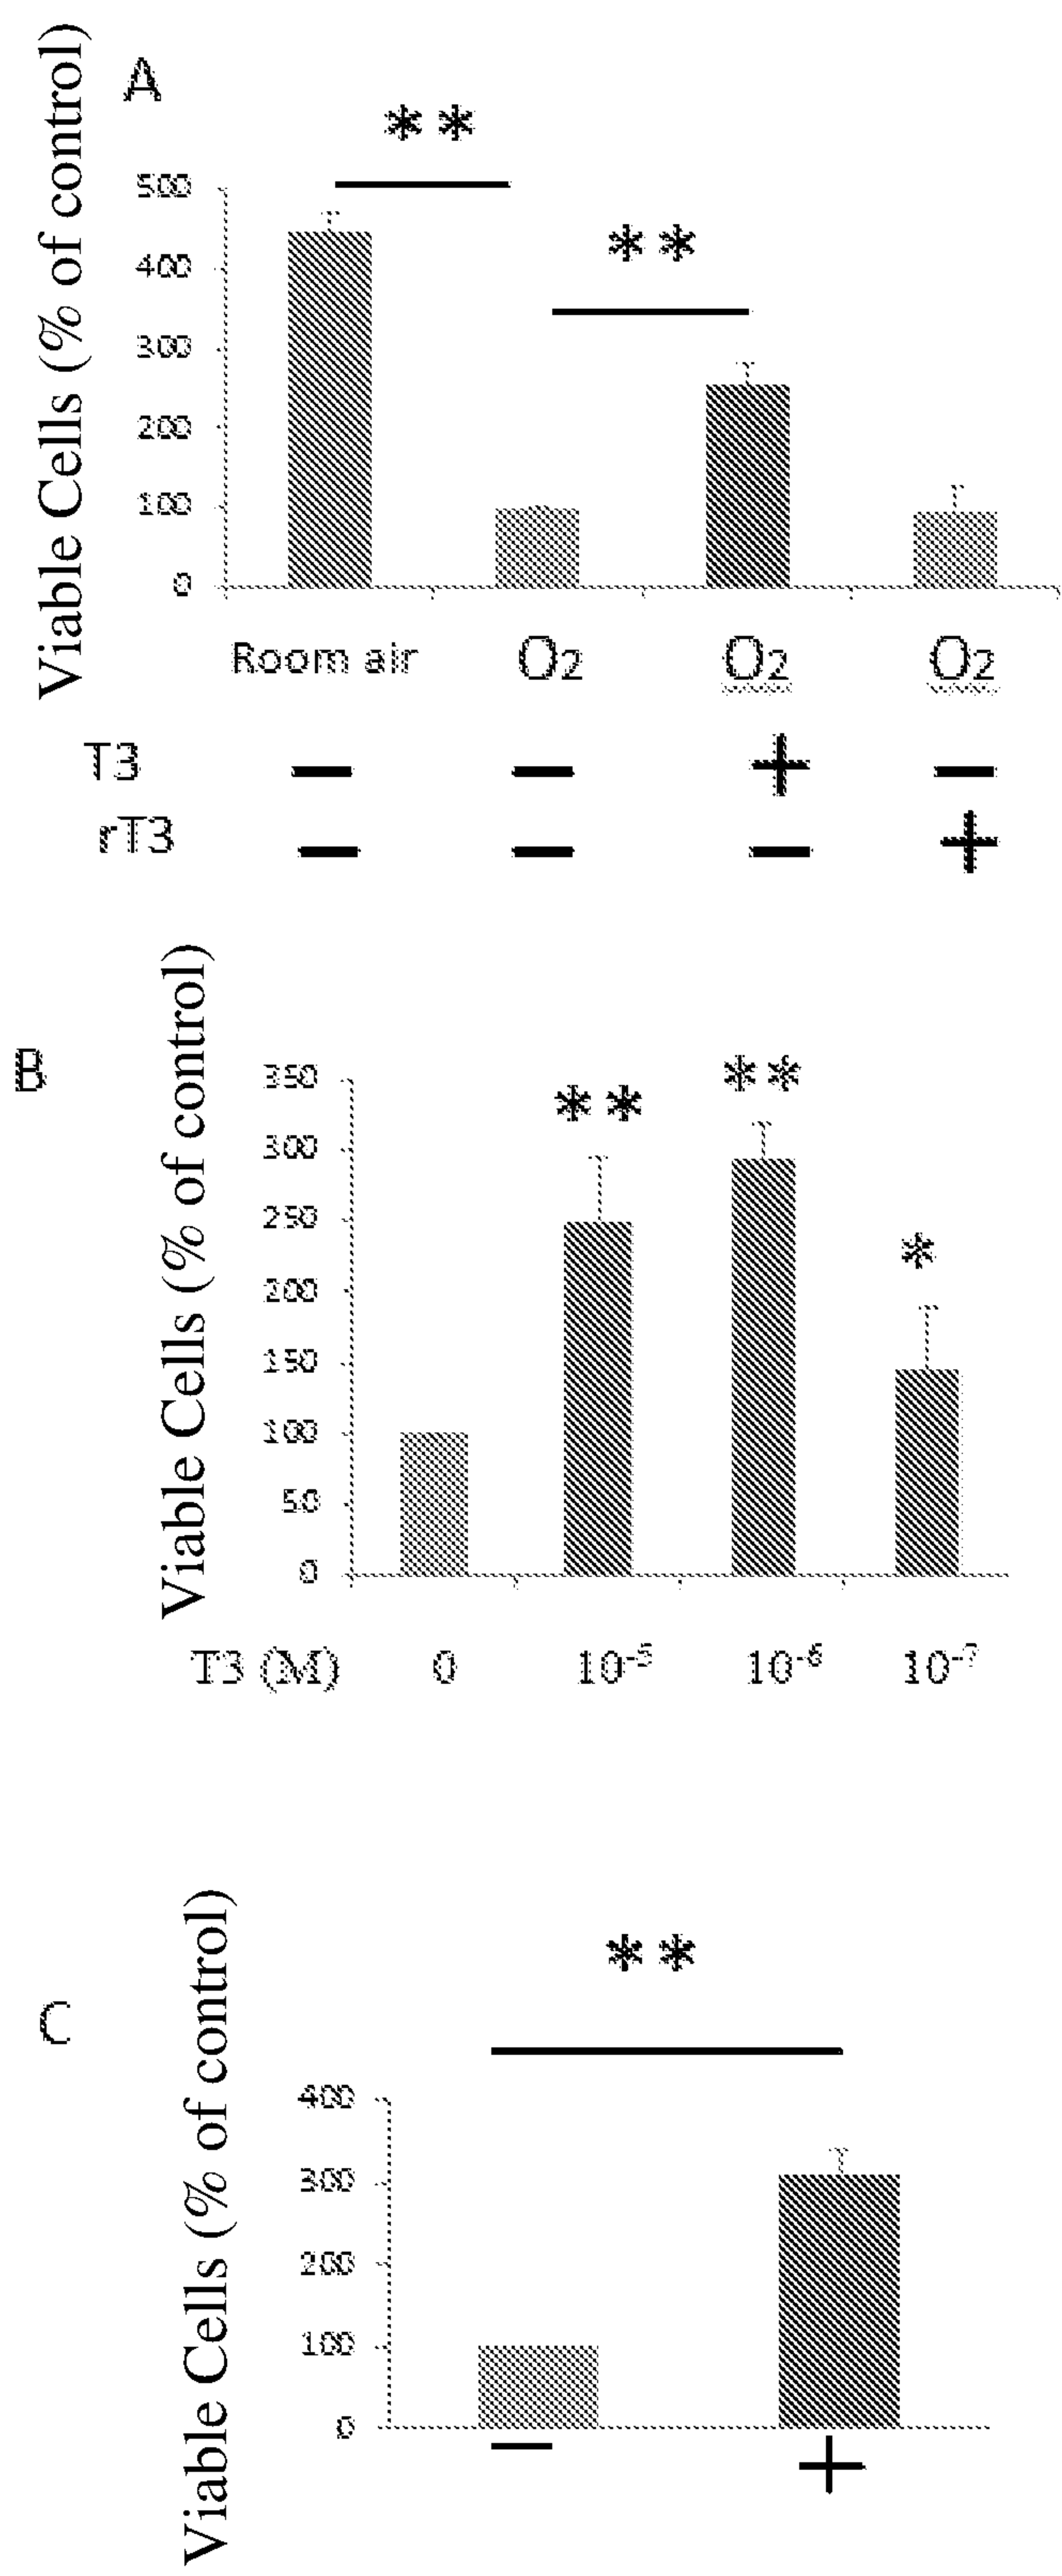 A
**
Viable Cells (% of control)
500
**
400
300
200
100
0
Room air O2 O2 O2
T3 − − + −
rT3 − − − +
B
Viable Cells (% of control)
350
** **
300
250
*
200
150
100
50
0
T3 (M) 0 10-5 10-6 10-7
C
Viable Cells (% of control)
**
400
300
200
100
0
− +